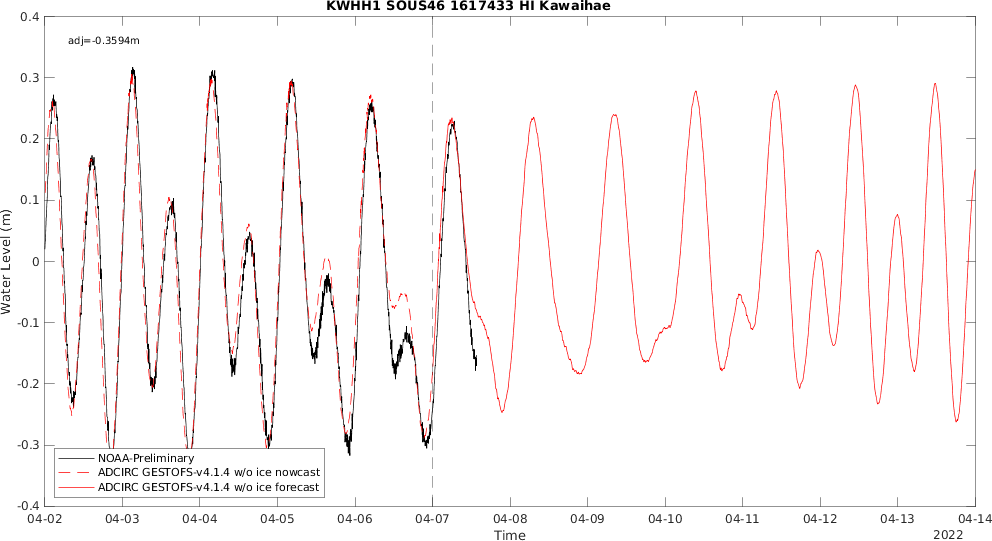 KWHH1 SOUS46 1617433 HI Kawaihae
adj=-0.3594m
0.4
0.3
0.2
0.1
0
-0.1
-0.2
-0.3
-0.4
Water Level (m)
NOAA-Preliminary
ADCIRC GESTOFS-v4.1.4 w/o ice nowcast
ADCIRC GESTOFS-v4.1.4 w/o ice forecast
04-02 04-03 04-04 04-05 04-06 04-07 04-08 04-09 04-10 04-11 04-12 04-13 04-14
Time
2022